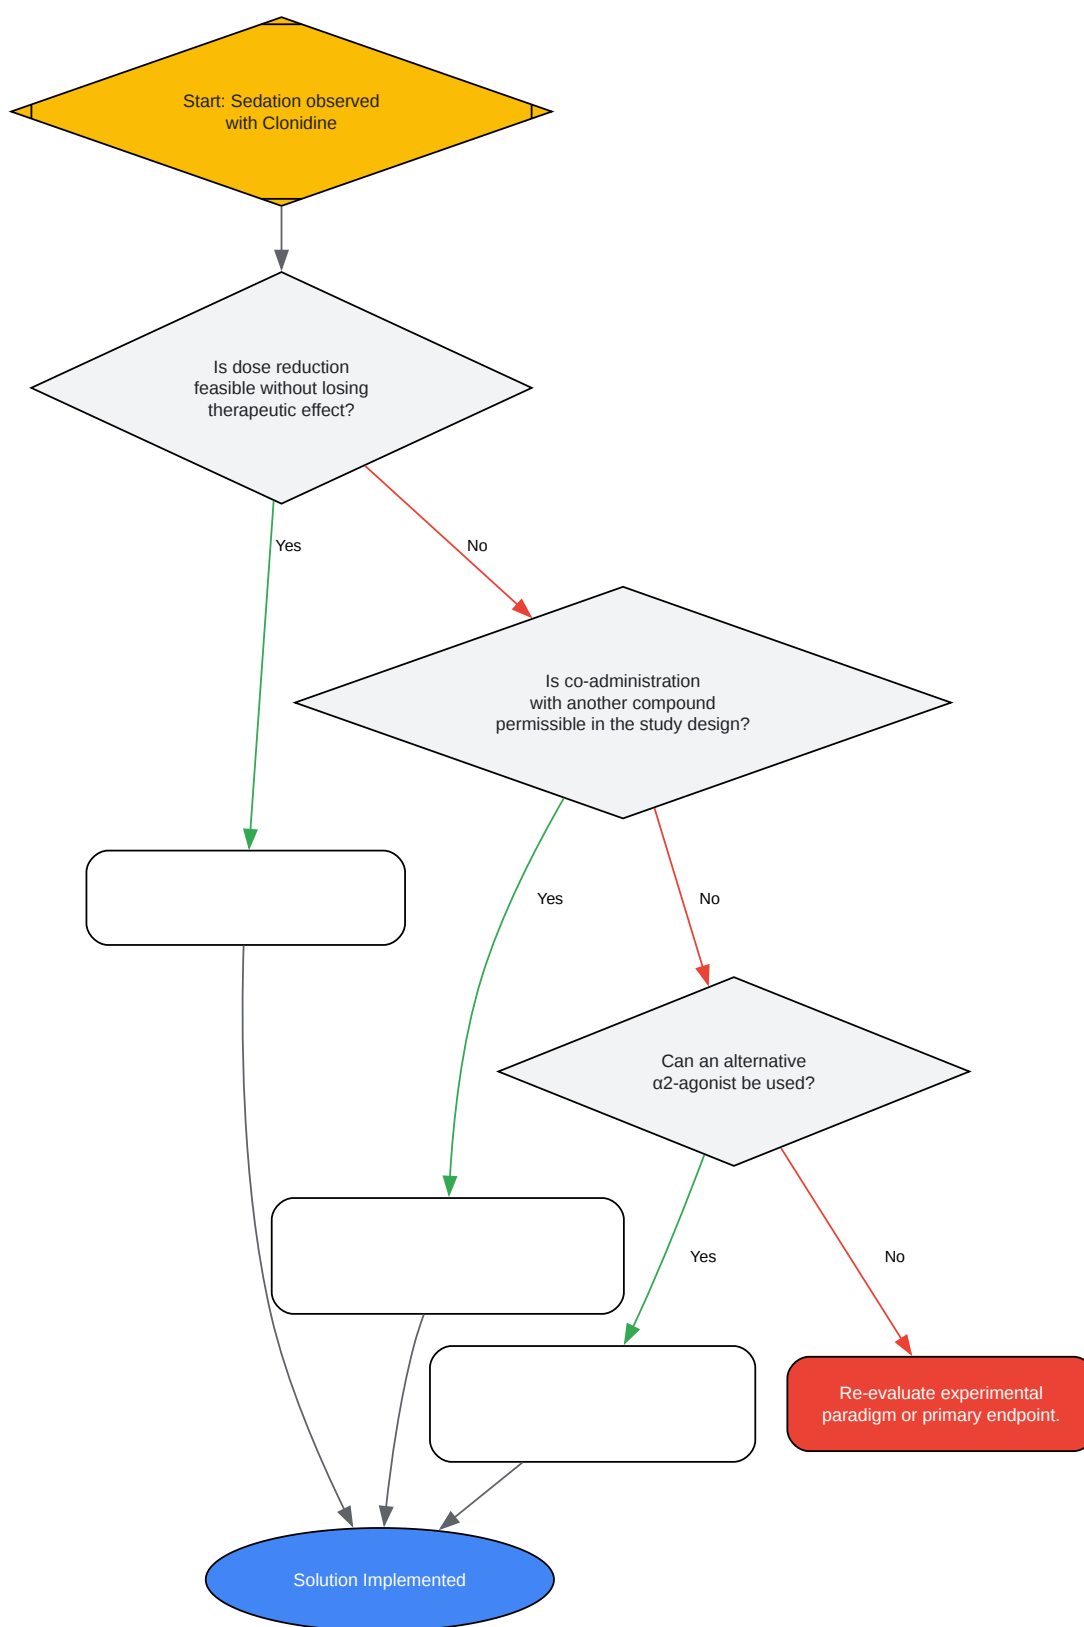 Start: Sedation observed
with Clonidine
Is dose reduction
feasible without losing
therapeutic effect?
Yes
No
Is co-administration
with another compound
permissible in the study design?
Yes
No
Can an alternative
α2-agonist be used?
Yes
No
Re-evaluate experimental
paradigm or primary endpoint.
Solution Implemented